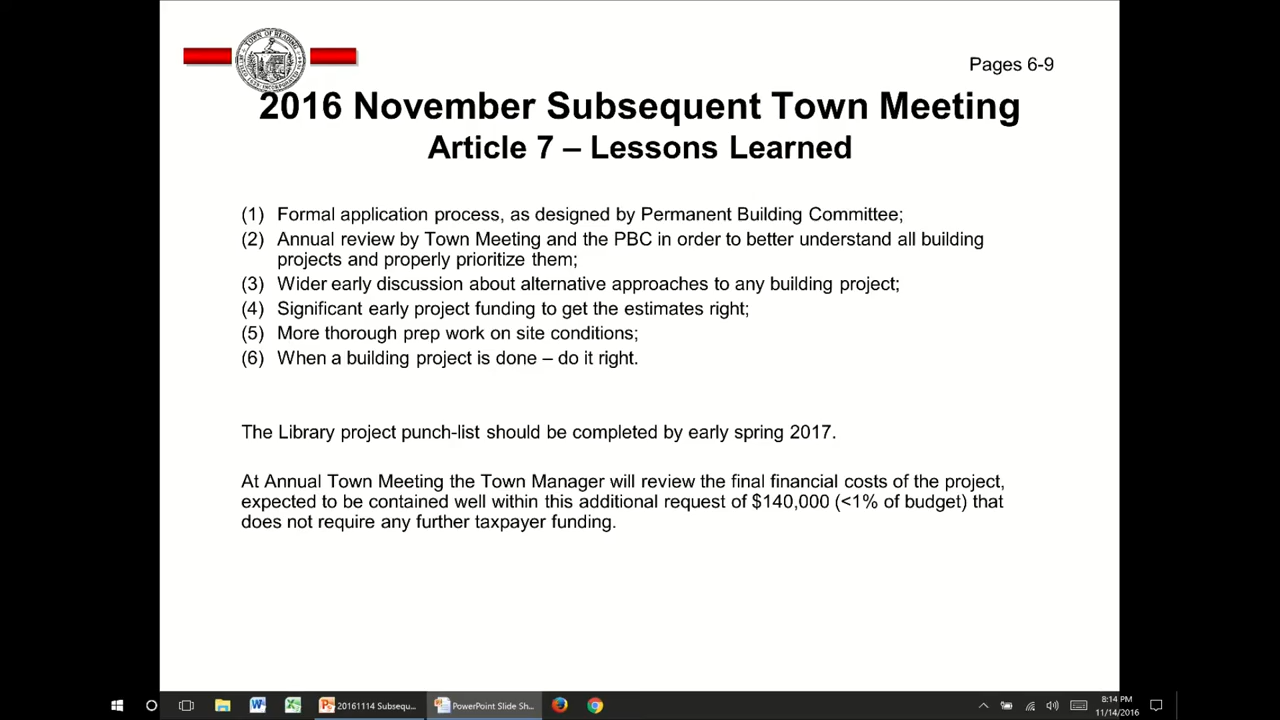 TOWN OF READING
Pages 6-9
2016 November Subsequent Town Meeting
Article 7 – Lessons Learned
(1) Formal application process, as designed by Permanent Building Committee;
(2) Annual review by Town Meeting and the PBC in order to better understand all building
projects and properly prioritize them;
(3) Wider early discussion about alternative approaches to any building project;
(4) Significant early project funding to get the estimates right;
(5) More thorough prep work on site conditions;
(6) When a building project is done – do it right.
The Library project punch-list should be completed by early spring 2017.
At Annual Town Meeting the Town Manager will review the final financial costs of the project,
expected to be contained well within this additional request of $140,000 (<1% of budget) that
does not require any further taxpayer funding.
20161114 Subsequ...
PowerPoint Slide Sh...
8:14 PM
11/14/2016